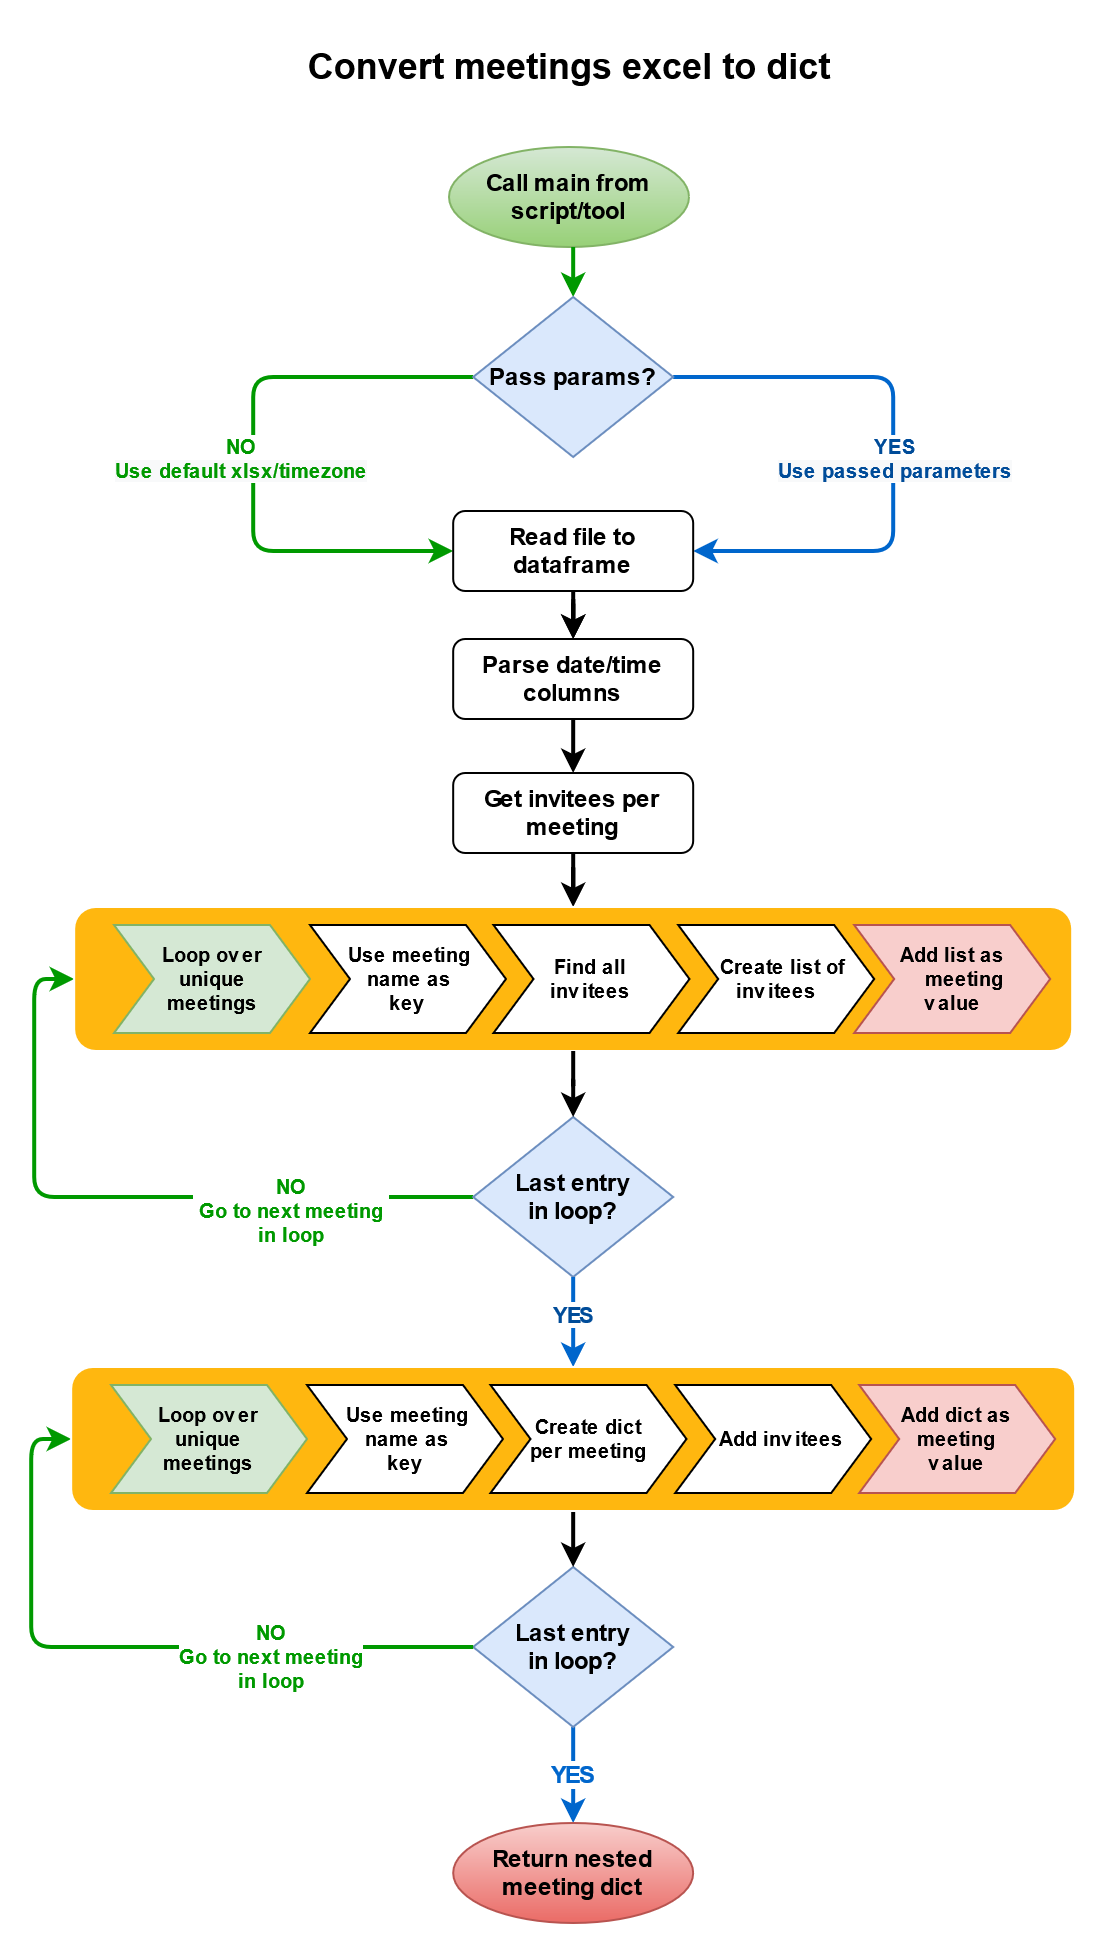 Convert meetings excel to dict
Call main from
script/tool
Pass params?
NO
Use default xlsx/timezone
YES
Use passed parameters
Read file to
dataframe
Parse date/time
columns
Get invitees per
meeting
Loop over
unique
meetings
Use meeting
name as
key
Find all
invitees
Create list of
invitees
Add list as
meeting
value
Last entry
in loop?
NO
Go to next meeting
in loop
YES
Loop over
unique
meetings
Use meeting
name as
key
Create dict
per meeting
Add invitees
Add dict as
meeting
value
Last entry
in loop?
NO
Go to next meeting
in loop
YES
Return nested
meeting dict